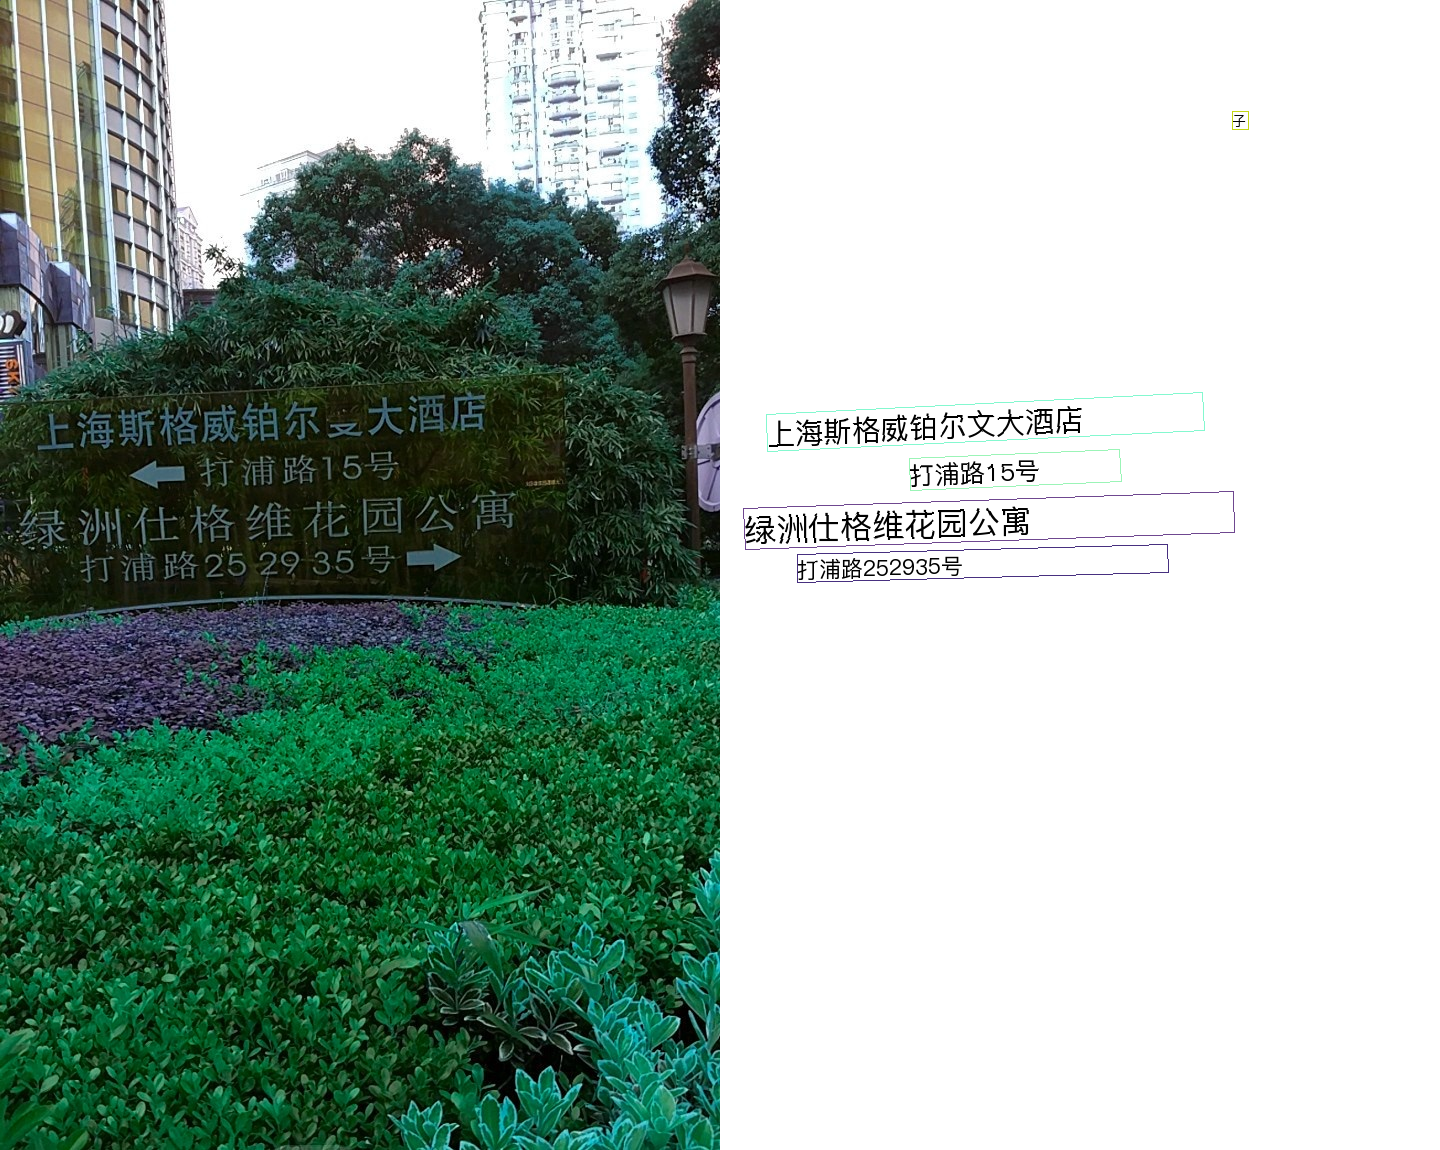 上海斯格威铂尔 大酒店
打浦路15号
绿洲仕格维花园公寓
打浦路25 29 35号
子
上海斯格威铂尔文大酒店
打浦路15号
绿洲仕格维花园公寓
打浦路252935号